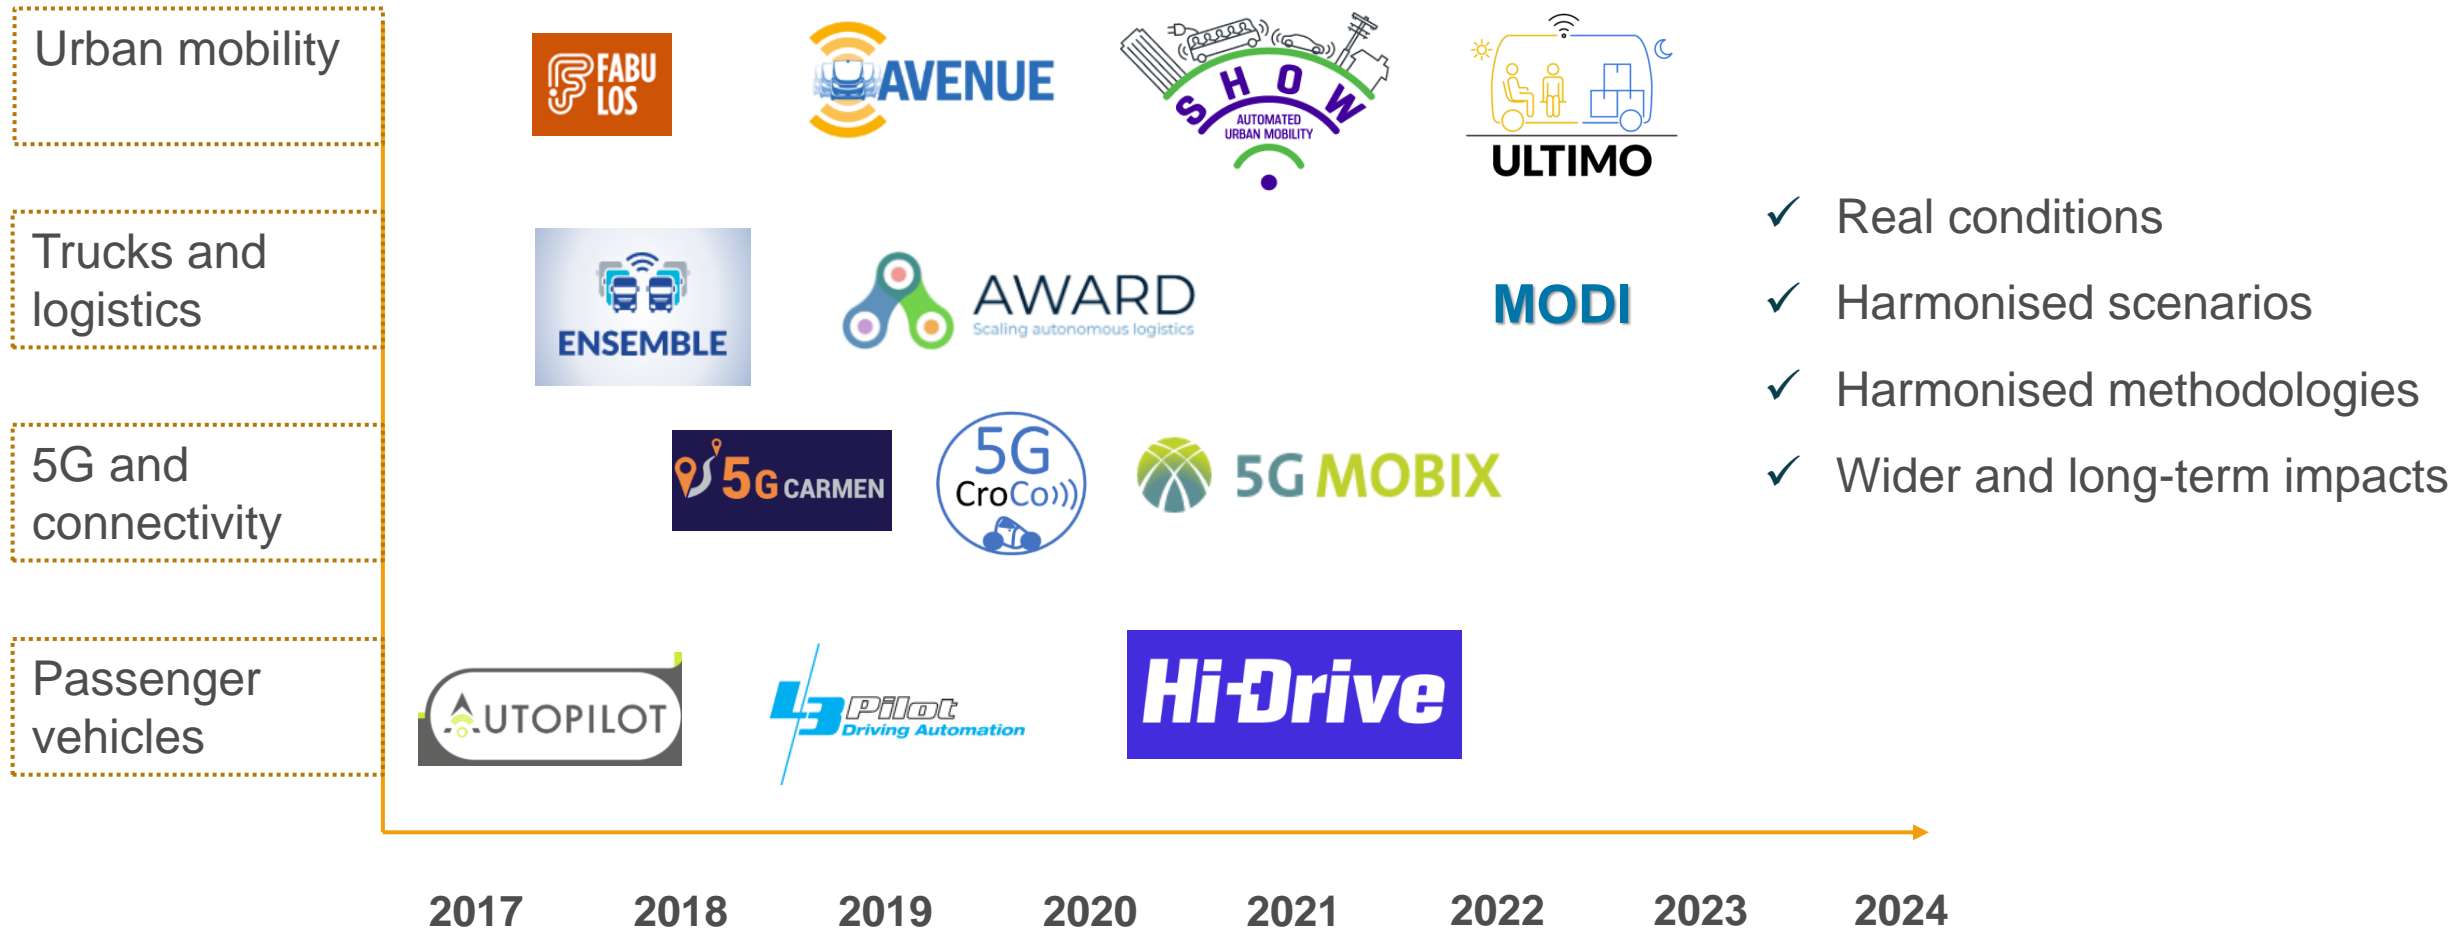 Urban mobility
FABU
LOS
AVENUE
SHOW
AUTOMATED
URBAN MOBILITY
ULTIMO
Trucks and
logistics
ENSEMBLE
AWARD
Scaling autonomous logistics
MODI
5G and
connectivity
5G CARMEN
5G
CroCo
5G MOBIX
Passenger
vehicles
AUTOPILOT
L3 Pilot
Driving Automation
Hi-Drive
✓ Real conditions
✓ Harmonised scenarios
✓ Harmonised methodologies
✓ Wider and long-term impacts
2017 2018 2019 2020 2021 2022 2023 2024